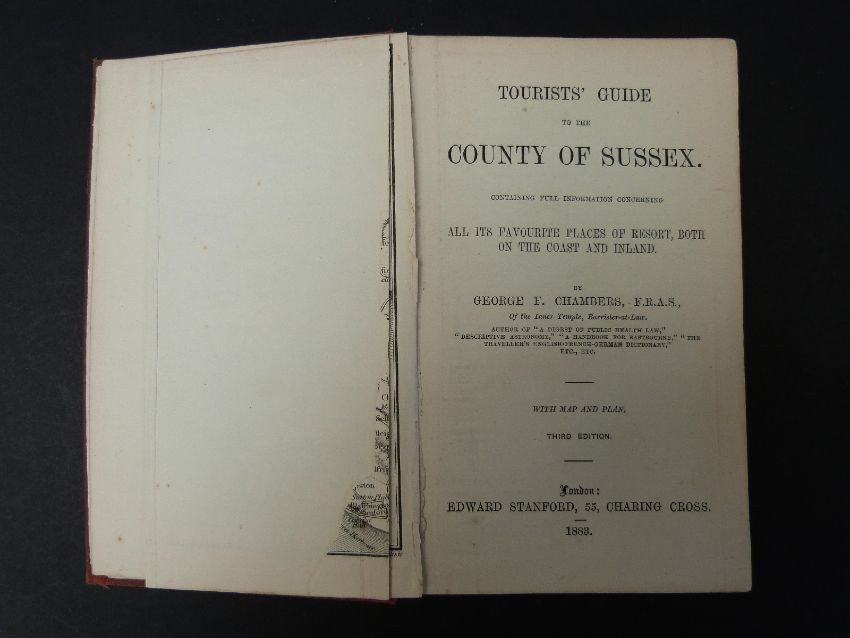 TOURISTS' GUIDE
TO THE
COUNTY OF SUSSEX.
CONTAINING FULL INFORMATION CONCERNING
ALL ITS FAVOURITE PLACES OF RESORT, BOTH
ON THE COAST AND INLAND.
BY
GEORGE F. CHAMBERS, F.R.A.S.,
Of the Inner Temple, Barrister-at-Law.
AUTHOR OF "A DIGEST OF PUBLIC HEALTH LAW,"
"DESCRIPTIVE ASTRONOMY," "A HANDBOOK FOR EASTBOURNE," "THE
TRAVELLER'S ENGLISH-FRENCH-GERMAN DICTIONARY,"
ETC., ETC.
WITH MAP AND PLAN.
THIRD EDITION.
London:
EDWARD STANFORD, 55, CHARING CROSS.
1883.